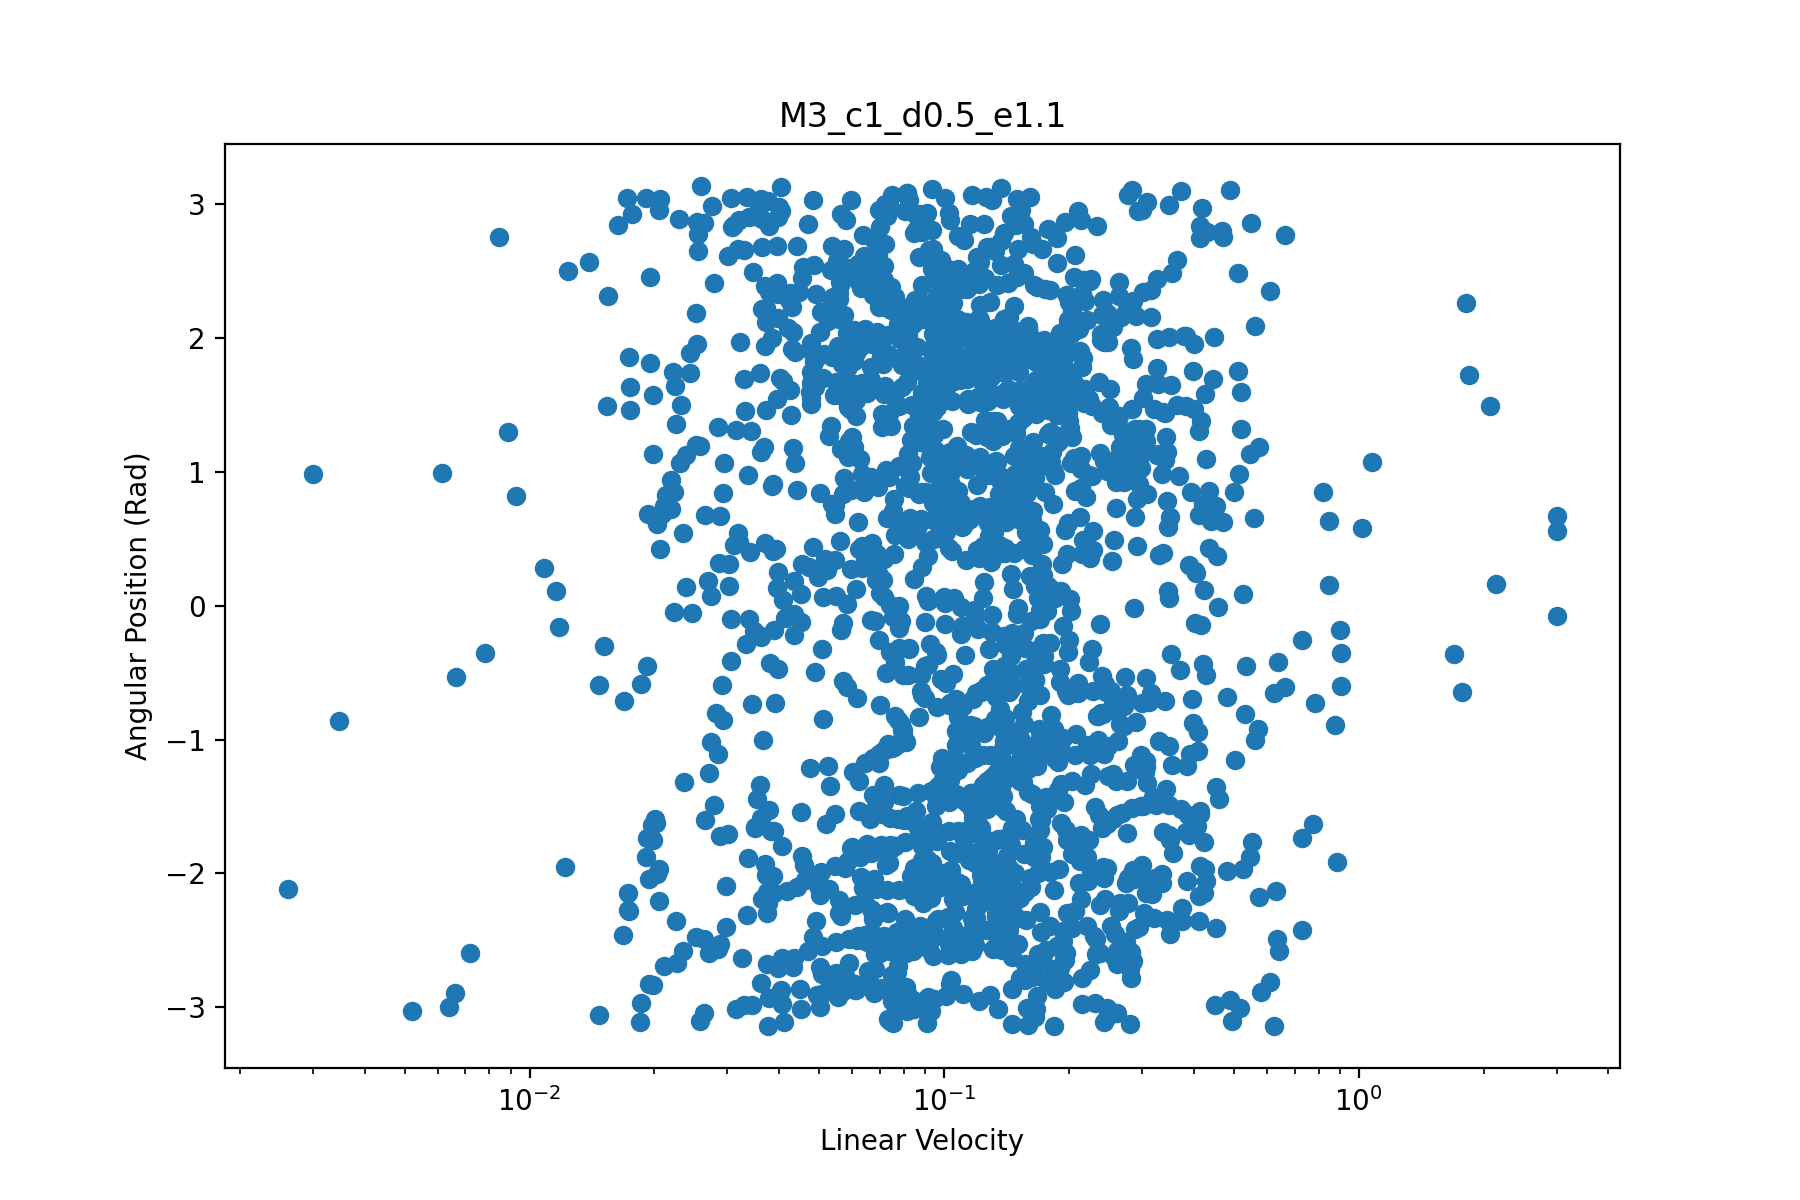 M3_c1_d0.5_e1.1
Angular Position (Rad)
3
2
1
0
−1
−2
−3
10⁻² 10⁻¹ 10⁰
Linear Velocity